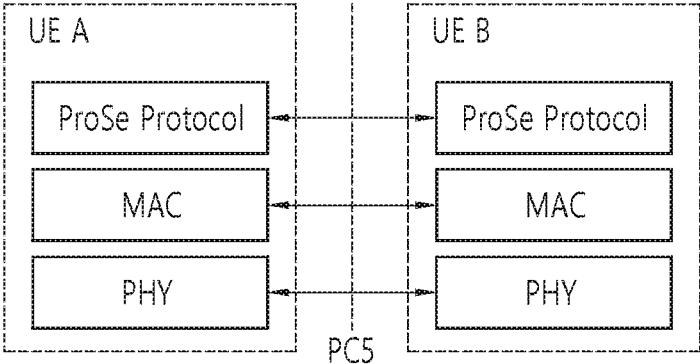 UE A
ProSe Protocol
MAC
PHY
UE B
ProSe Protocol
MAC
PHY
PC5